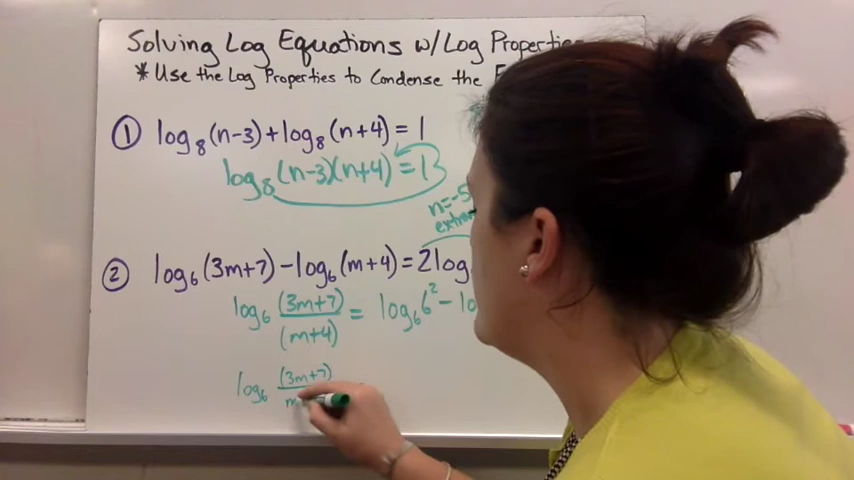 Solving Log Equations w/Log Properties
* Use the Log Properties to Condense the
① log₈(n-3)+log₈(n+4)=1
log₈(n-3)(n+4)=1
n=-5
② log₆(3m+7)-log₆(m+4)=2log
log₆ (3m+7)/(m+4) = log₆6²-lo
log₆ (3m+7)/m